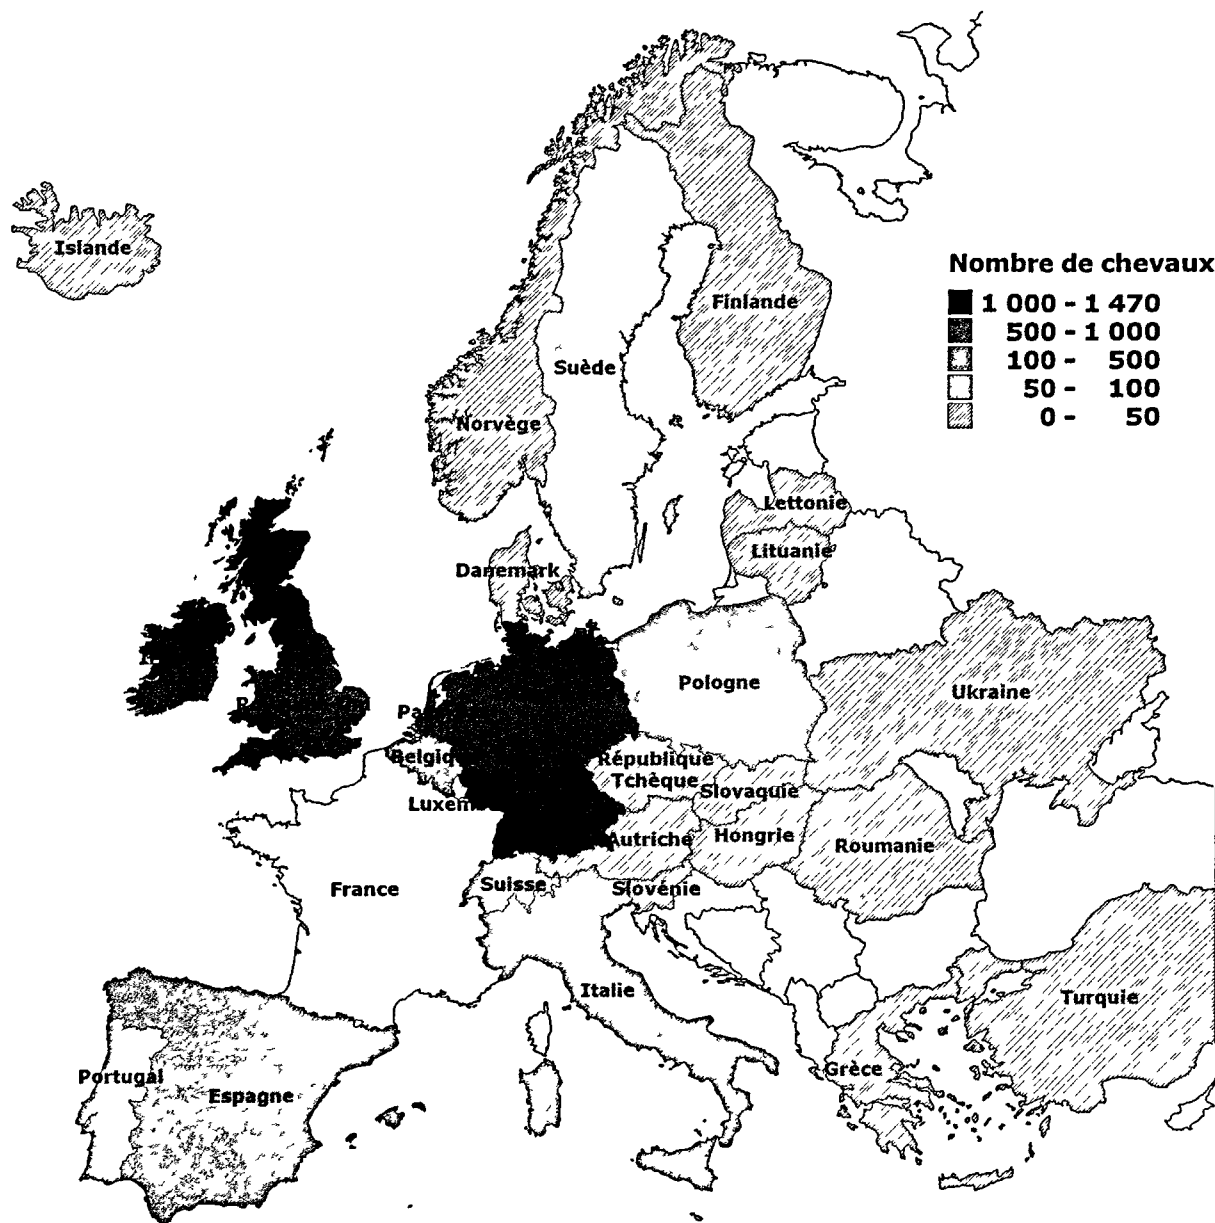 Islande
Nombre de chevaux
1 000 - 1 470
500 - 1 000
100 - 500
50 - 100
0 - 50
Finlande
Suède
Norvège
Lettonie
Lituanie
Danemark
Pologne
Ukraine
Belgiq
République
Tchèque
Slovaquie
Luxem
Autriche
Hongrie
Roumanie
France
Suisse
Slovénie
Italie
Turquie
Portugal
Espagne
Grèce